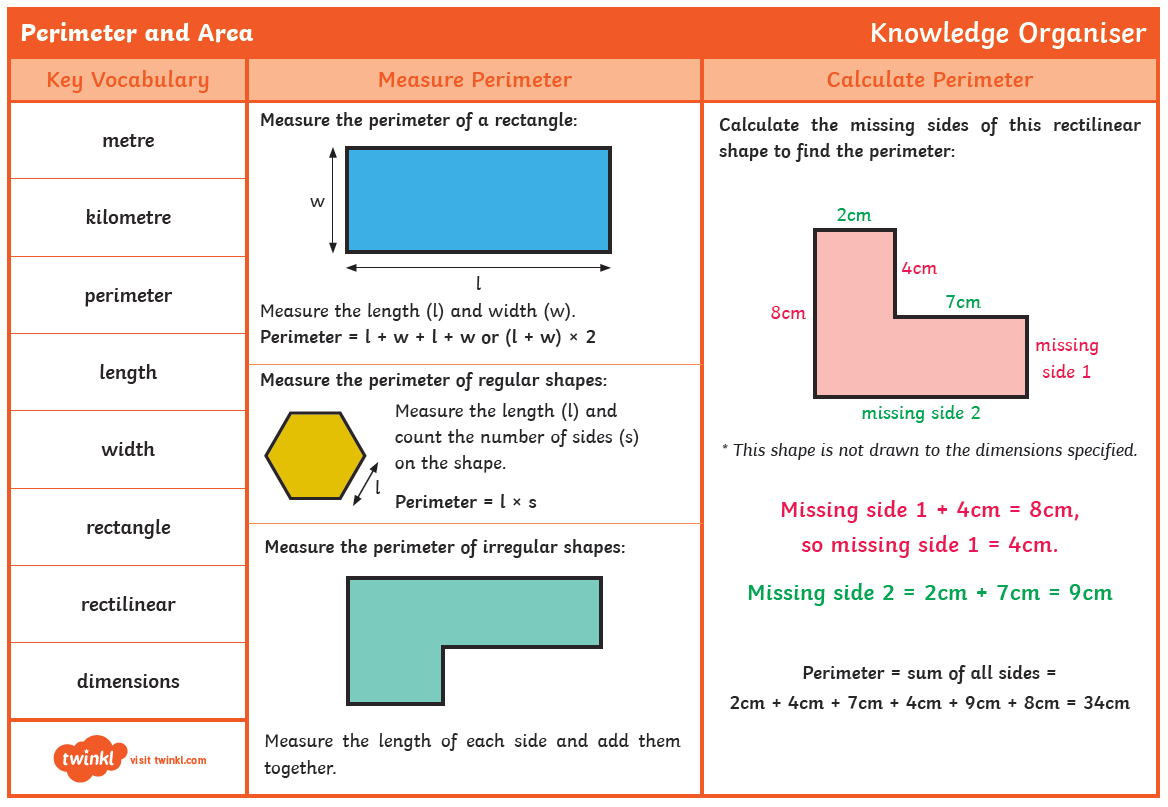 Perimeter and Area
Knowledge Organiser
Key Vocabulary
metre
kilometre
perimeter
length
width
rectangle
rectilinear
dimensions
twinkl
visit twinkl.com
Measure Perimeter
Measure the perimeter of a rectangle:
w
l
Measure the length (l) and width (w).
Perimeter = l + w + l + w or (l + w) × 2
Measure the perimeter of regular shapes:
Measure the length (l) and
count the number of sides (s)
on the shape.
l
Perimeter = l × s
Measure the perimeter of irregular shapes:
Measure the length of each side and add them
together.
Calculate Perimeter
Calculate the missing sides of this rectilinear
shape to find the perimeter:
2cm
4cm
7cm
8cm
missing
side 1
missing side 2
* This shape is not drawn to the dimensions specified.
Missing side 1 + 4cm = 8cm,
so missing side 1 = 4cm.
Missing side 2 = 2cm + 7cm = 9cm
Perimeter = sum of all sides =
2cm + 4cm + 7cm + 4cm + 9cm + 8cm = 34cm